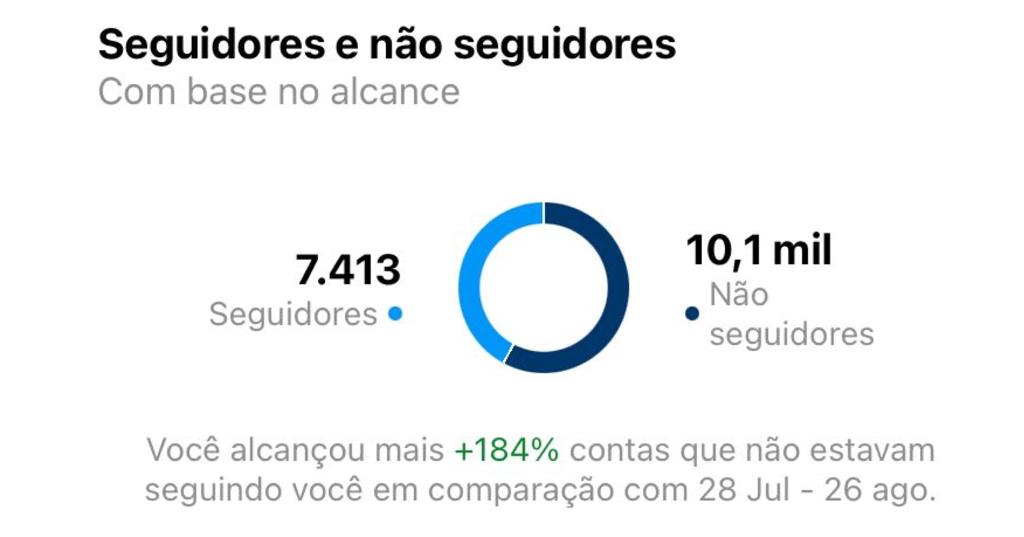 Seguidores e não seguidores
Com base no alcance
7.413
Seguidores
10,1 mil
Não
seguidores
Você alcançou mais +184% contas que não estavam
seguindo você em comparação com 28 Jul - 26 ago.